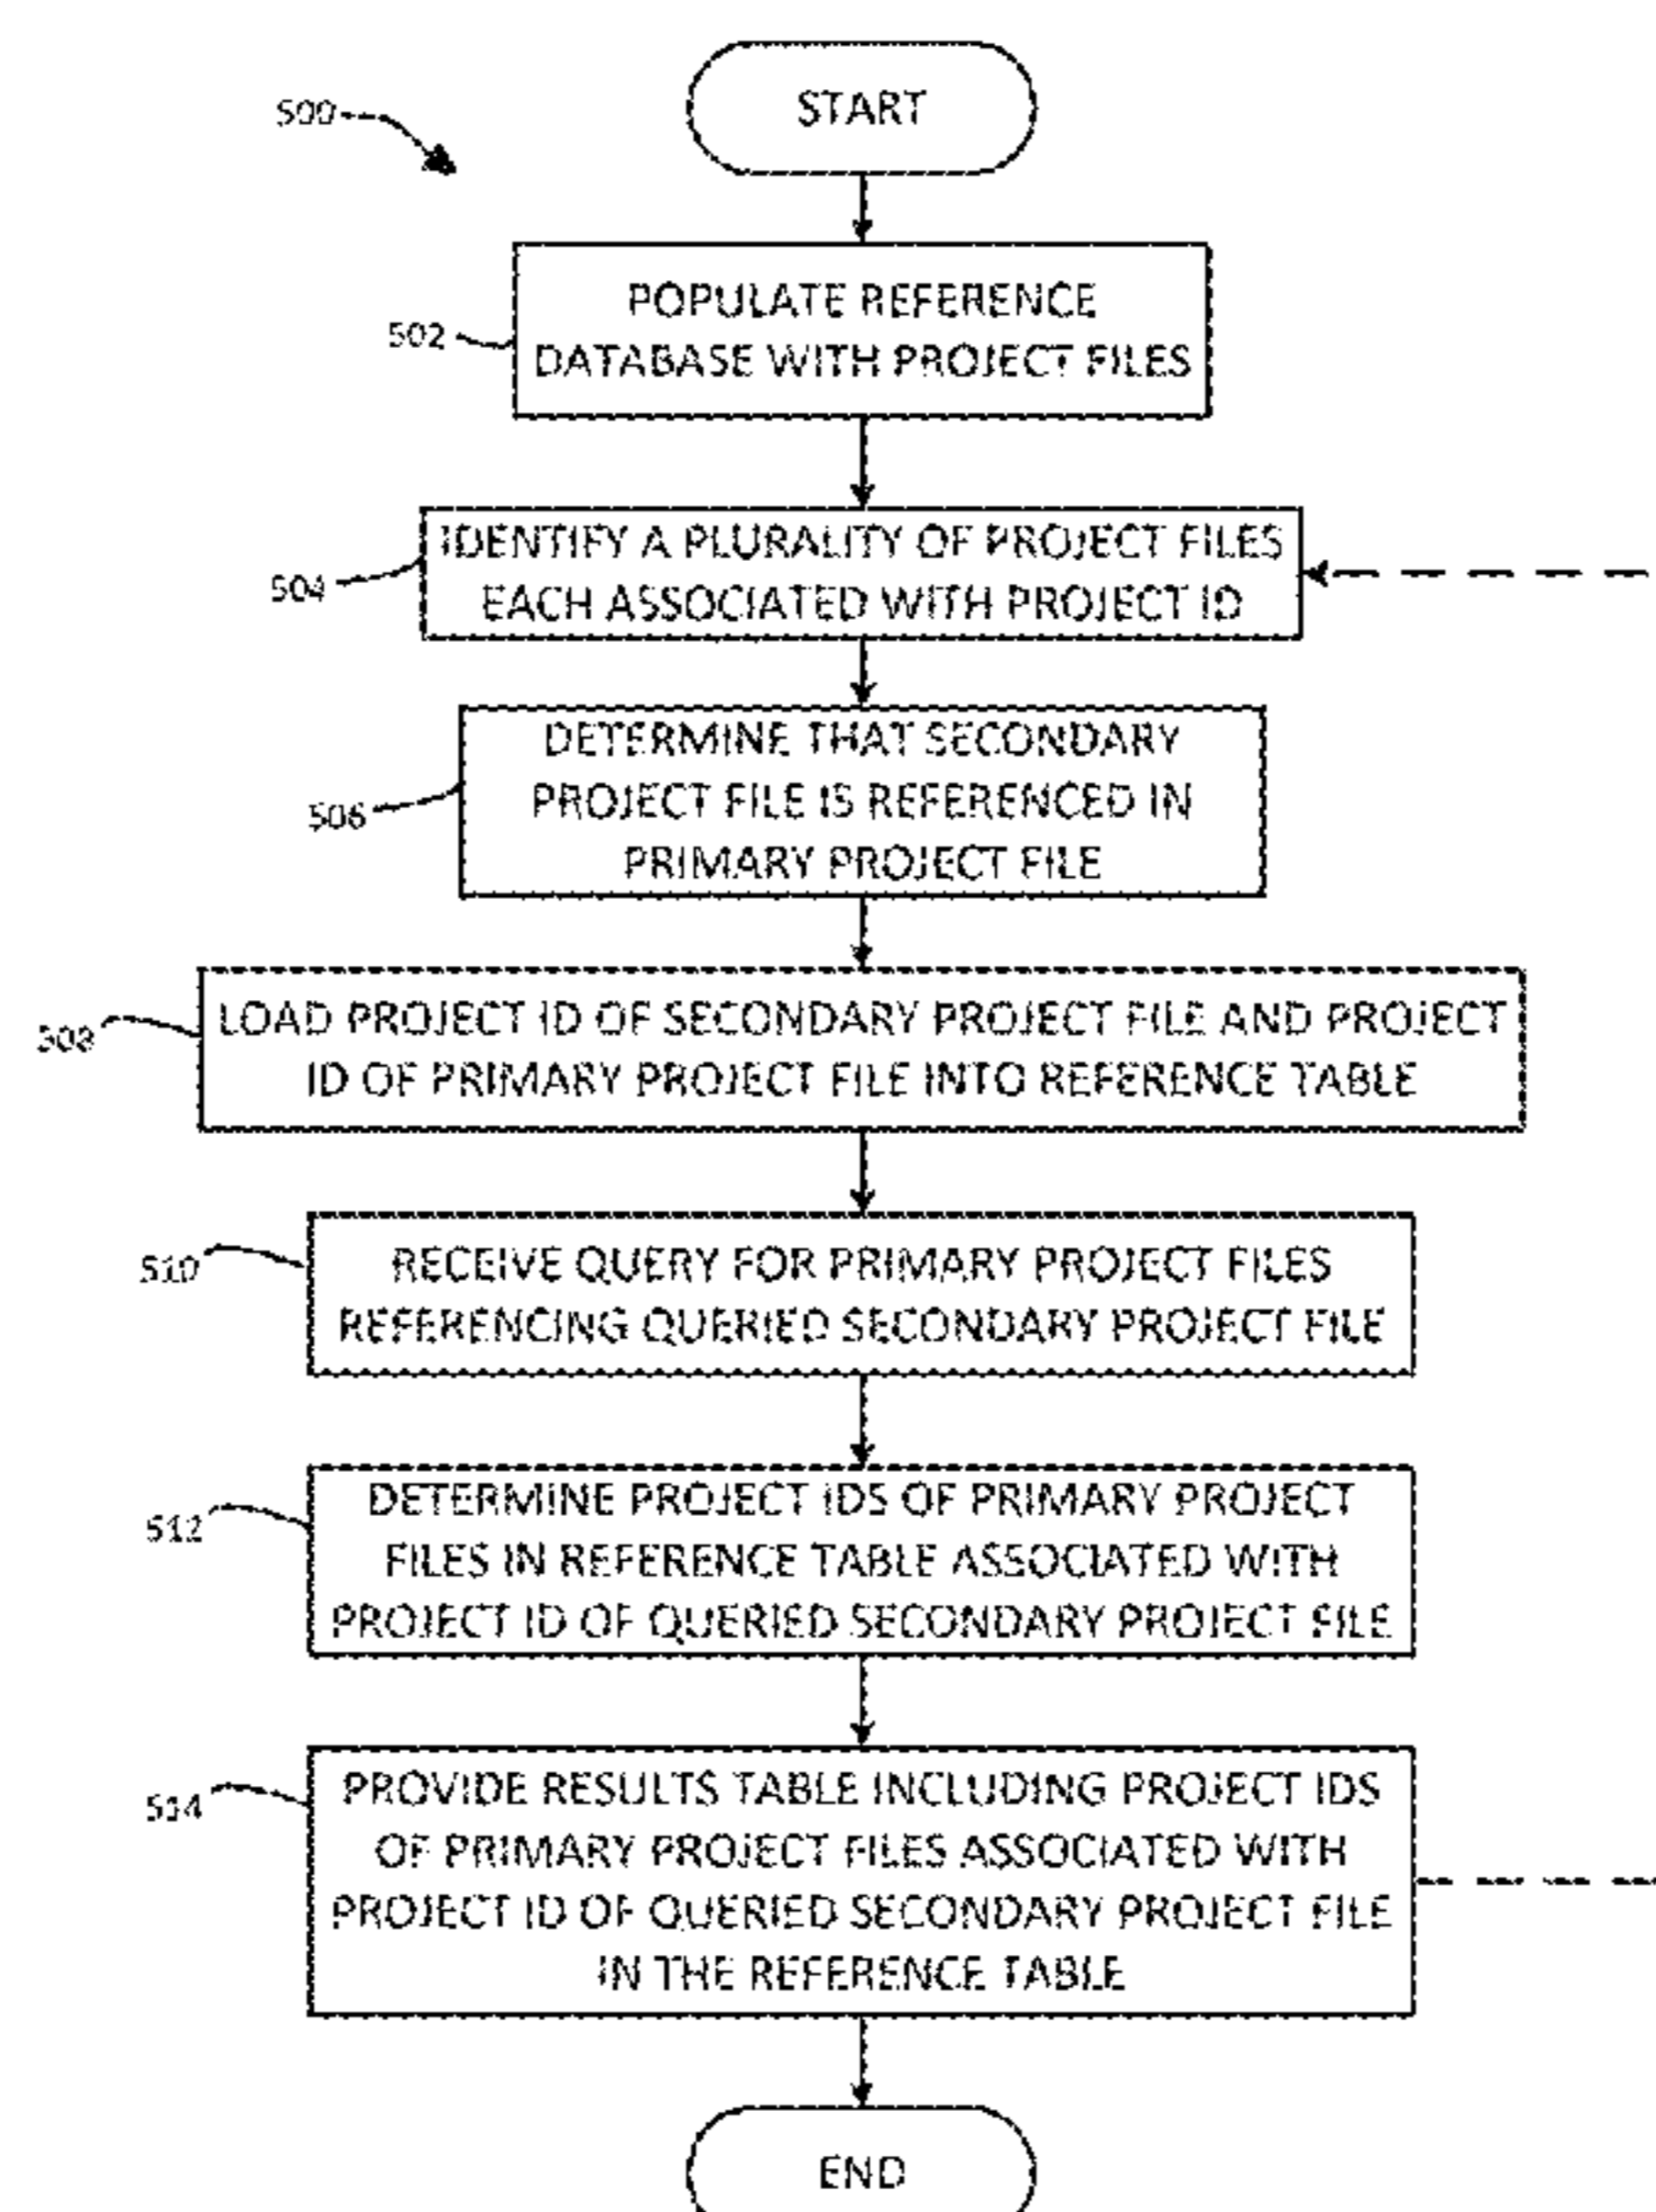 START
500
POPULATE REFERENCE
DATABASE WITH PROJECT FILES
502
IDENTIFY A PLURALITY OF PROJECT FILES
EACH ASSOCIATED WITH PROJECT ID
504
DETERMINE THAT SECONDARY
PROJECT FILE IS REFERENCED IN
PRIMARY PROJECT FILE
506
LOAD PROJECT ID OF SECONDARY PROJECT FILE AND PROJECT
ID OF PRIMARY PROJECT FILE INTO REFERENCE TABLE
508
RECEIVE QUERY FOR PRIMARY PROJECT FILES
REFERENCING QUERIED SECONDARY PROJECT FILE
510
DETERMINE PROJECT IDS OF PRIMARY PROJECT
FILES IN REFERENCE TABLE ASSOCIATED WITH
PROJECT ID OF QUERIED SECONDARY PROJECT FILE
512
PROVIDE RESULTS TABLE INCLUDING PROJECT IDS
OF PRIMARY PROJECT FILES ASSOCIATED WITH
PROJECT ID OF QUERIED SECONDARY PROJECT FILE
IN THE REFERENCE TABLE
514
END